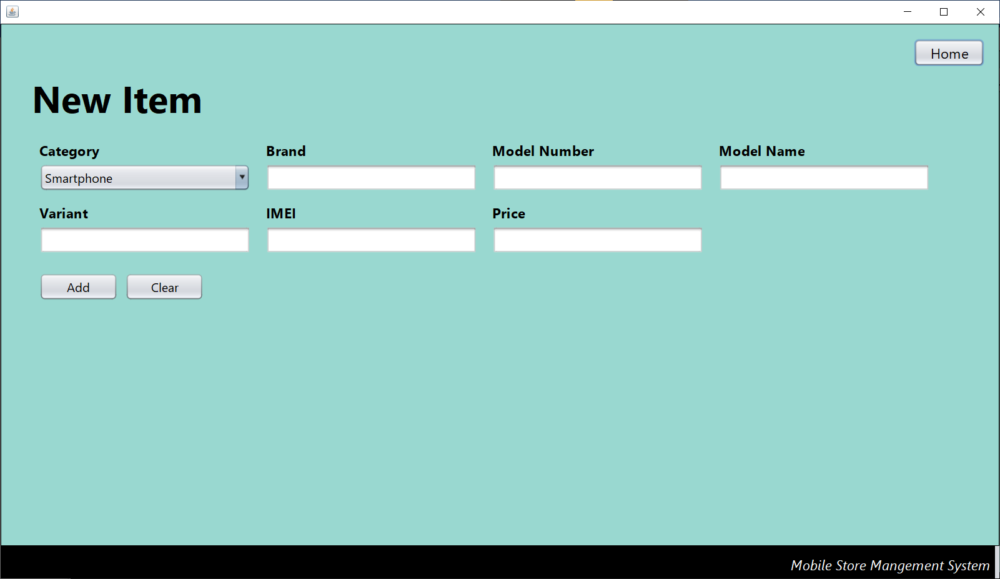 Home
New Item
Category Brand Model Number Model Name
Smartphone
Variant IMEI Price
Add Clear
Mobile Store Mangement System